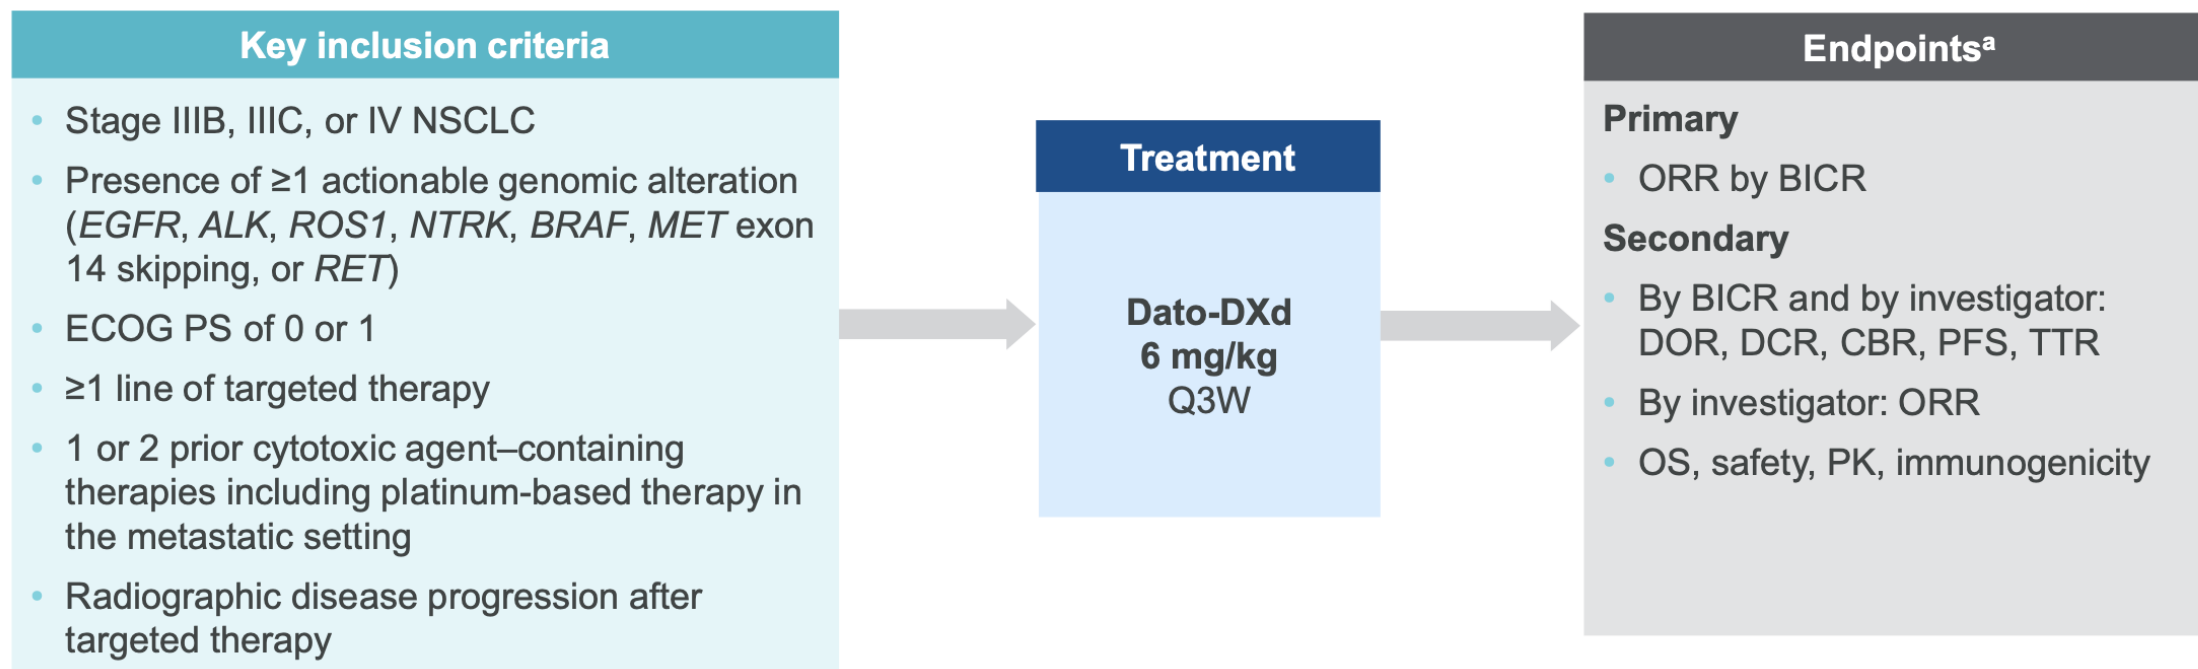 Key inclusion criteria
• Stage IIIB, IIIC, or IV NSCLC
• Presence of ≥1 actionable genomic alteration
(EGFR, ALK, ROS1, NTRK, BRAF, MET exon
14 skipping, or RET)
• ECOG PS of 0 or 1
• ≥1 line of targeted therapy
• 1 or 2 prior cytotoxic agent–containing
therapies including platinum-based therapy in
the metastatic setting
• Radiographic disease progression after
targeted therapy
Treatment
Dato-DXd
6 mg/kg
Q3W
Endpointsᵃ
Primary
• ORR by BICR
Secondary
• By BICR and by investigator:
DOR, DCR, CBR, PFS, TTR
• By investigator: ORR
• OS, safety, PK, immunogenicity